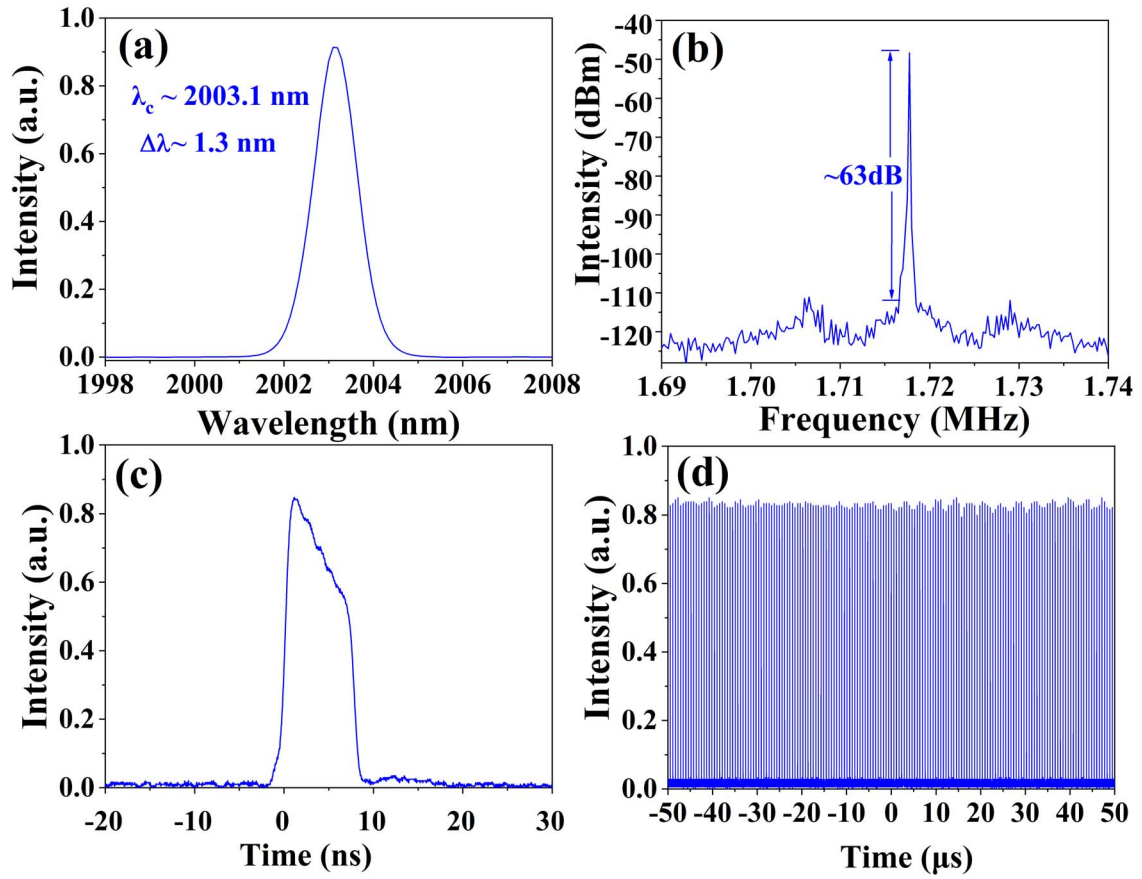 (a)
λc ~ 2003.1 nm
Δλ~ 1.3 nm
Intensity (a.u.)
1.0
0.8
0.6
0.4
0.2
0.0
1998 2000 2002 2004 2006 2008
Wavelength (nm)
(b)
~63dB
Intensity (dBm)
-40
-50
-60
-70
-80
-90
-100
-110
-120
1.69 1.70 1.71 1.72 1.73 1.74
Frequency (MHz)
(c)
Intensity (a.u.)
1.0
0.8
0.6
0.4
0.2
0.0
-20 -10 0 10 20 30
Time (ns)
(d)
Intensity (a.u.)
1.0
0.8
0.6
0.4
0.2
0.0
-50 -40 -30 -20 -10 0 10 20 30 40 50
Time (μs)